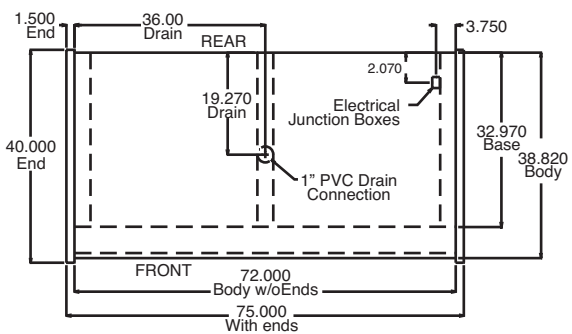 1.500
End
36.00
Drain
REAR
3.750
2.070
19.270
Drain
Electrical
Junction Boxes
40.000
End
32.970
Base
38.820
Body
1” PVC Drain
Connection
FRONT
72.000
Body w/oEnds
75.000
With ends